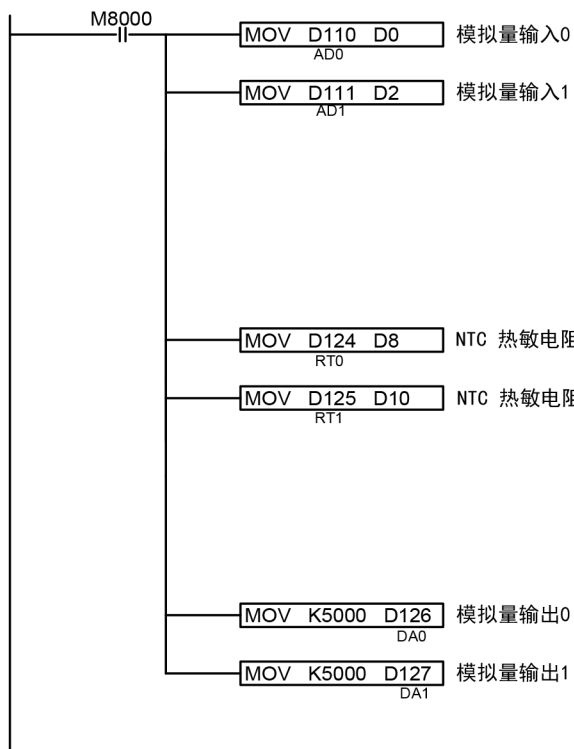 M8000
MOV D110 D0 模拟量输入0
AD0
MOV D111 D2 模拟量输入1
AD1
MOV D124 D8 NTC 热敏电阻
RT0
MOV D125 D10 NTC 热敏电阻
RT1
MOV K5000 D126 模拟量输出0
DA0
MOV K5000 D127 模拟量输出1
DA1